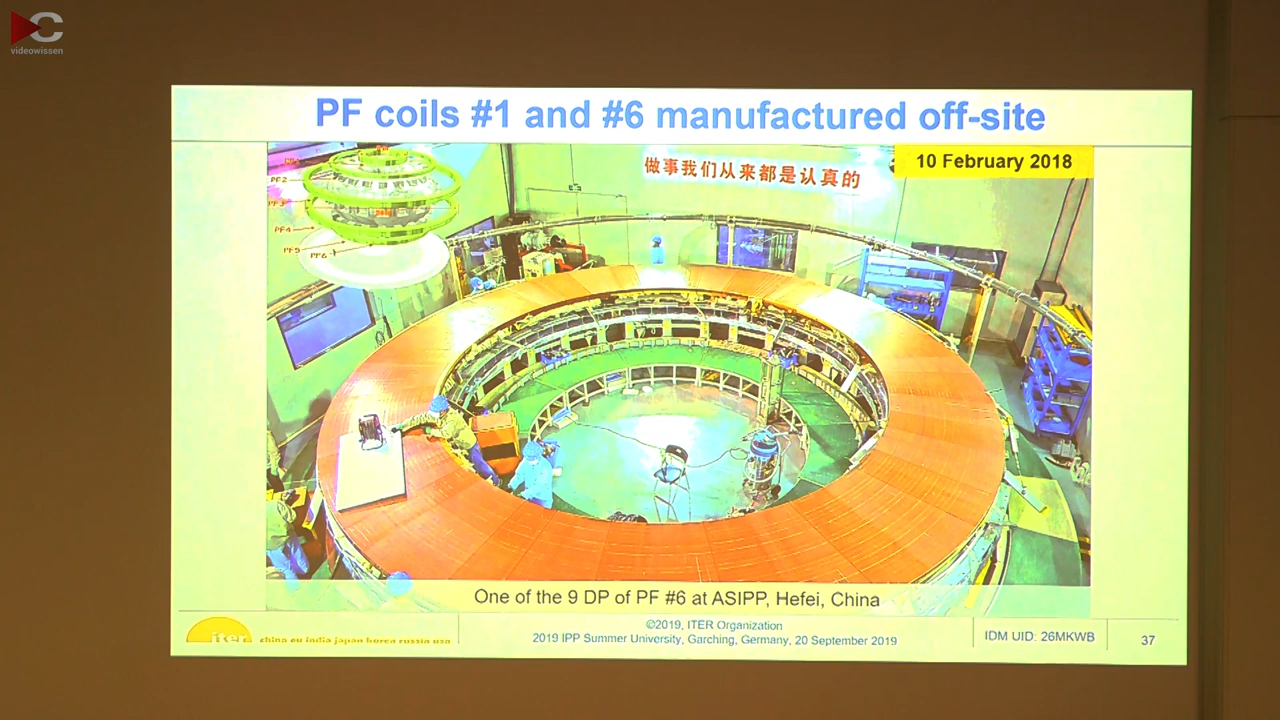 videowissen
PF coils #1 and #6 manufactured off-site
10 February 2018
做事我们从来都是认真的
PF2
PF3
PF4
PF5
PF6
One of the 9 DP of PF #6 at ASIPP, Hefei, China
©2019, ITER Organization
2019 IPP Summer University, Garching, Germany, 20 September 2019
iter
china eu india japan korea russia usa
IDM UID: 26MKWB
37